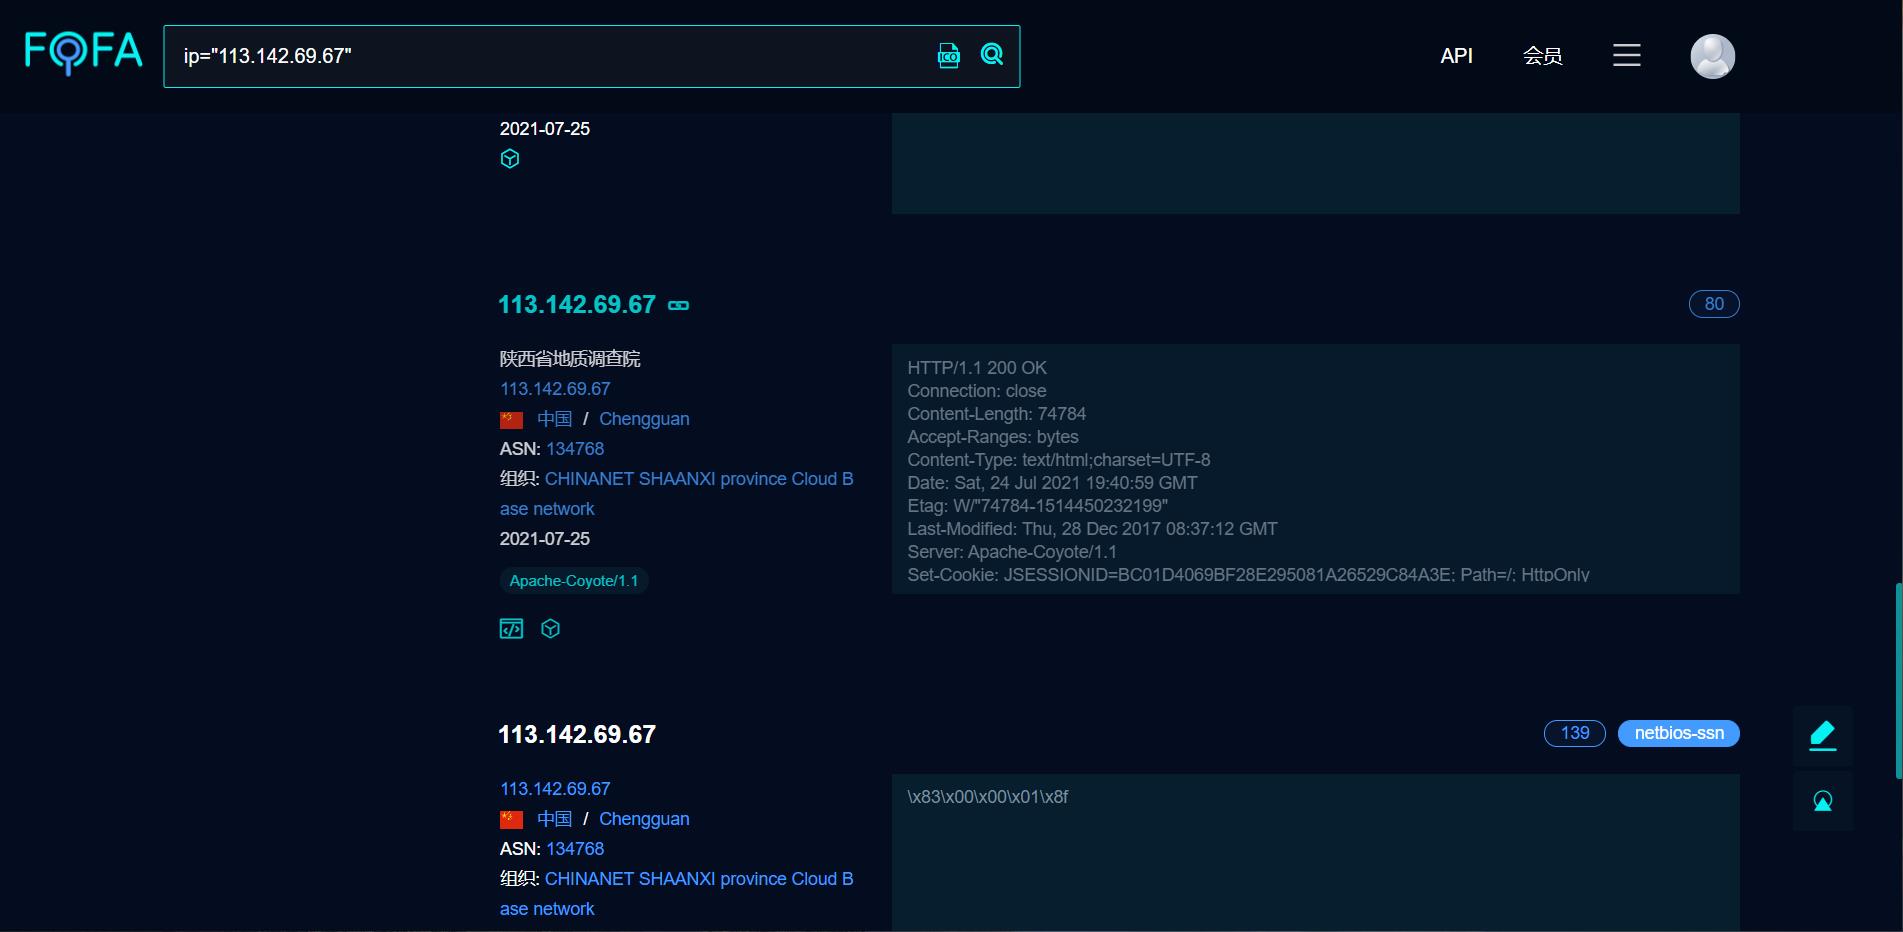 FOFA
ip="113.142.69.67"
ICO
API
会员
2021-07-25
113.142.69.67
80
陕西省地质调查院
113.142.69.67
中国 / Chengguan
ASN: 134768
组织: CHINANET SHAANXI province Cloud B
ase network
2021-07-25
Apache-Coyote/1.1
HTTP/1.1 200 OK
Connection: close
Content-Length: 74784
Accept-Ranges: bytes
Content-Type: text/html;charset=UTF-8
Date: Sat, 24 Jul 2021 19:40:59 GMT
Etag: W/"74784-1514450232199"
Last-Modified: Thu, 28 Dec 2017 08:37:12 GMT
Server: Apache-Coyote/1.1
Set-Cookie: JSESSIONID=BC01D4069BF28E295081A26529C84A3E; Path=/; HttpOnly
113.142.69.67
139
netbios-ssn
113.142.69.67
中国 / Chengguan
ASN: 134768
组织: CHINANET SHAANXI province Cloud B
ase network
\x83\x00\x00\x01\x8f